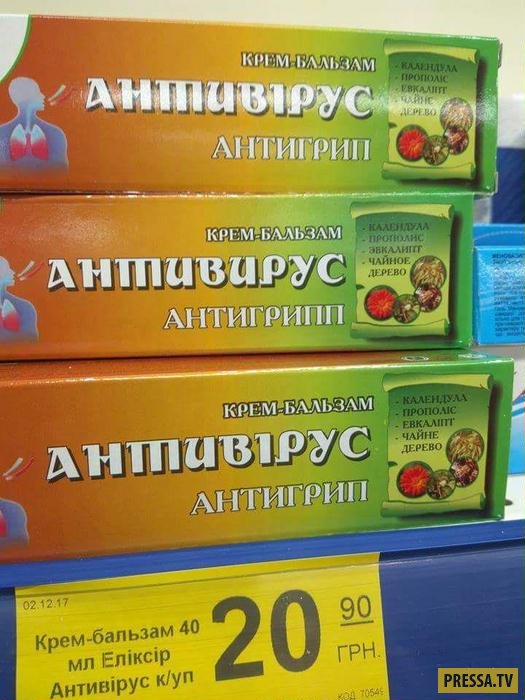 КРЕМ-БАЛЬЗАМ
АНТИВІРУС
АНТИГРИП
- КАЛЕНДУЛА
- ПРОПОЛІС
- ЕВКАЛІПТ
- ЧАЙНЕ
ДЕРЕВО
КРЕМ-БАЛЬЗАМ
АНТИВИРУС
АНТИГРИПП
- КАЛЕНДУЛА
- ПРОПОЛИС
- ЭВКАЛИПТ
- ЧАЙНОЕ
ДЕРЕВО
КРЕМ-БАЛЬЗАМ
АНТИВІРУС
АНТИГРИП
- КАЛЕНДУЛА
- ПРОПОЛІС
- ЕВКАЛІПТ
- ЧАЙНЕ
ДЕРЕВО
02.12.17
Крем-бальзам 40
мл Еліксір
Антивірус к/уп
20 90
ГРН.
КОД 70549
PRESSA.TV